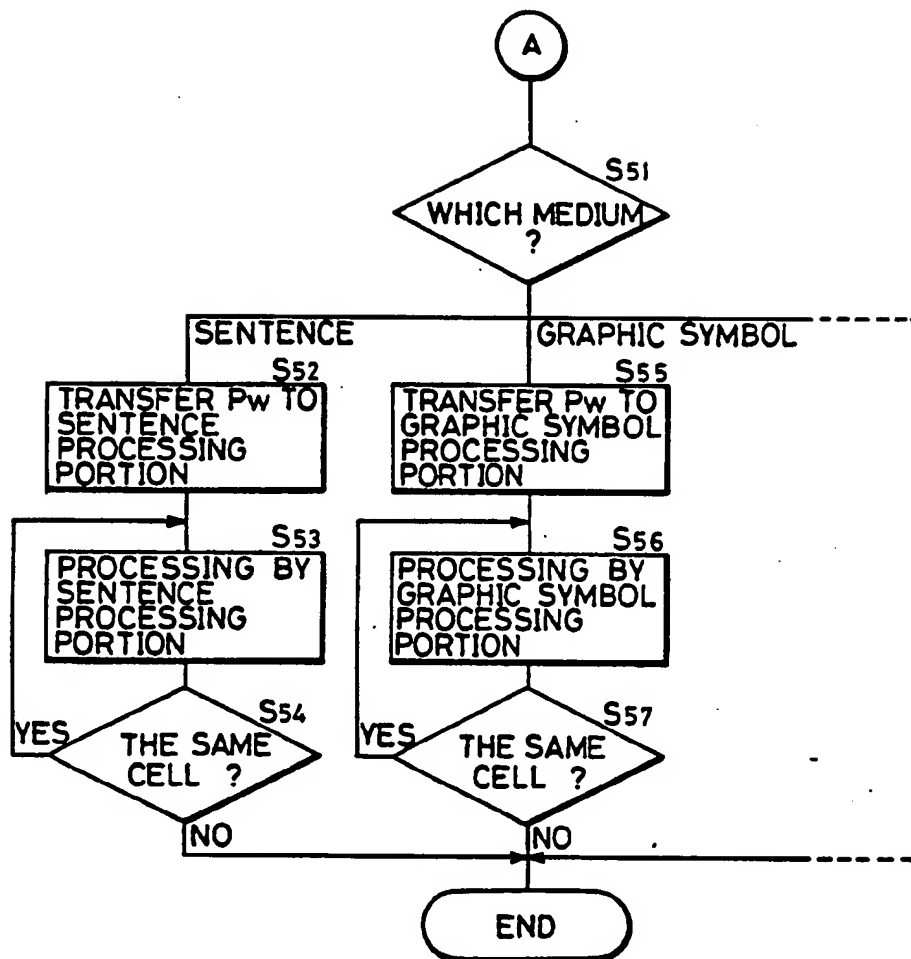 A
S51
WHICH MEDIUM
?
SENTENCE
GRAPHIC SYMBOL
S52
TRANSFER Pw TO
SENTENCE
PROCESSING
PORTION
S55
TRANSFER Pw TO
GRAPHIC SYMBOL
PROCESSING
PORTION
S53
PROCESSING BY
SENTENCE
PROCESSING
PORTION
S56
PROCESSING BY
GRAPHIC SYMBOL
PROCESSING
PORTION
S54
YES
THE SAME
CELL ?
NO
S57
YES
THE SAME
CELL ?
NO
END